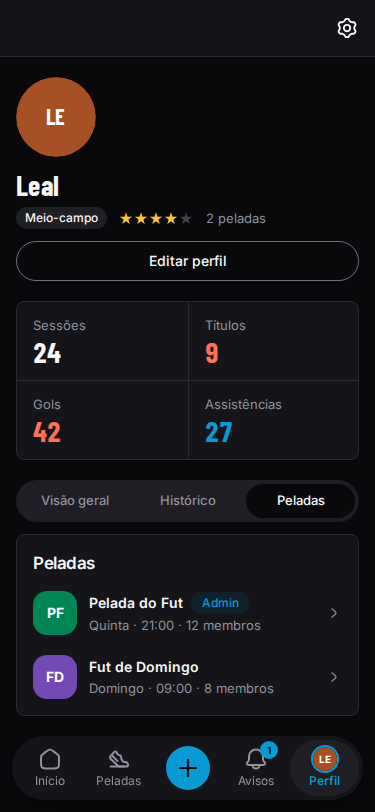 LE
Leal
Meio-campo ★★★★★ 2 peladas
Editar perfil
Sessões Títulos
24 9
Gols Assistências
42 27
Visão geral Histórico Peladas
Peladas
PF Pelada do Fut Admin
Quinta · 21:00 · 12 membros
FD Fut de Domingo
Domingo · 09:00 · 8 membros
1 LE
Início Peladas Avisos Perfil